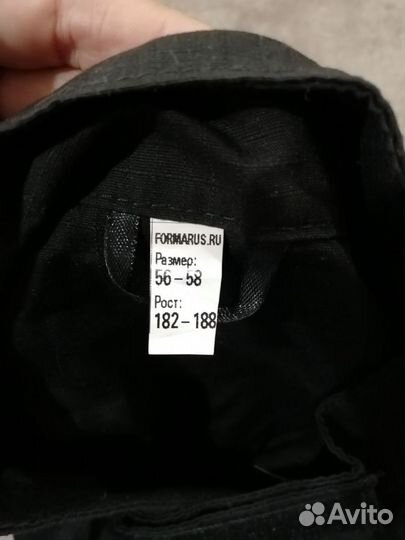 FORMARUS.RU
Размер:
56-58
Рост:
182-188
Avito